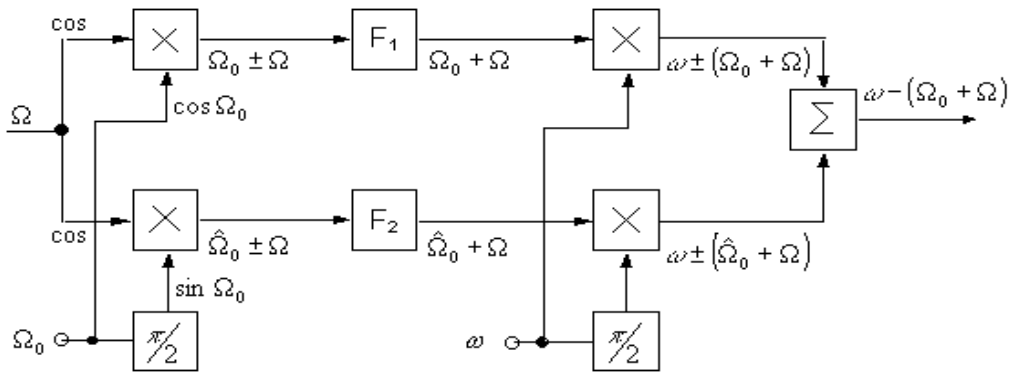 cos
×
Ω₀ ± Ω
F₁
Ω₀ + Ω
×
ω ± (Ω₀ + Ω)
cos Ω₀
Ω
Σ
ω − (Ω₀ + Ω)
cos
×
Ω̂₀ ± Ω
F₂
Ω̂₀ + Ω
×
ω ± (Ω̂₀ + Ω)
sin Ω₀
Ω₀
π/2
ω
π/2